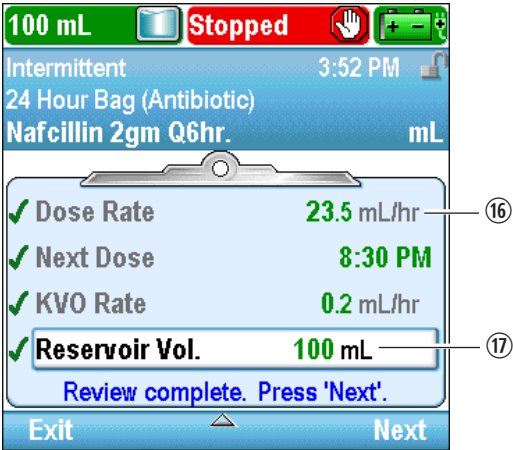 100 mL Stopped + −
Intermittent 3:52 PM
24 Hour Bag (Antibiotic)
Nafcillin 2gm Q6hr. mL
✓ Dose Rate 23.5 mL/hr ⑯
✓ Next Dose 8:30 PM
✓ KVO Rate 0.2 mL/hr
✓ Reservoir Vol. 100 mL ⑰
Review complete. Press 'Next'.
Exit Next